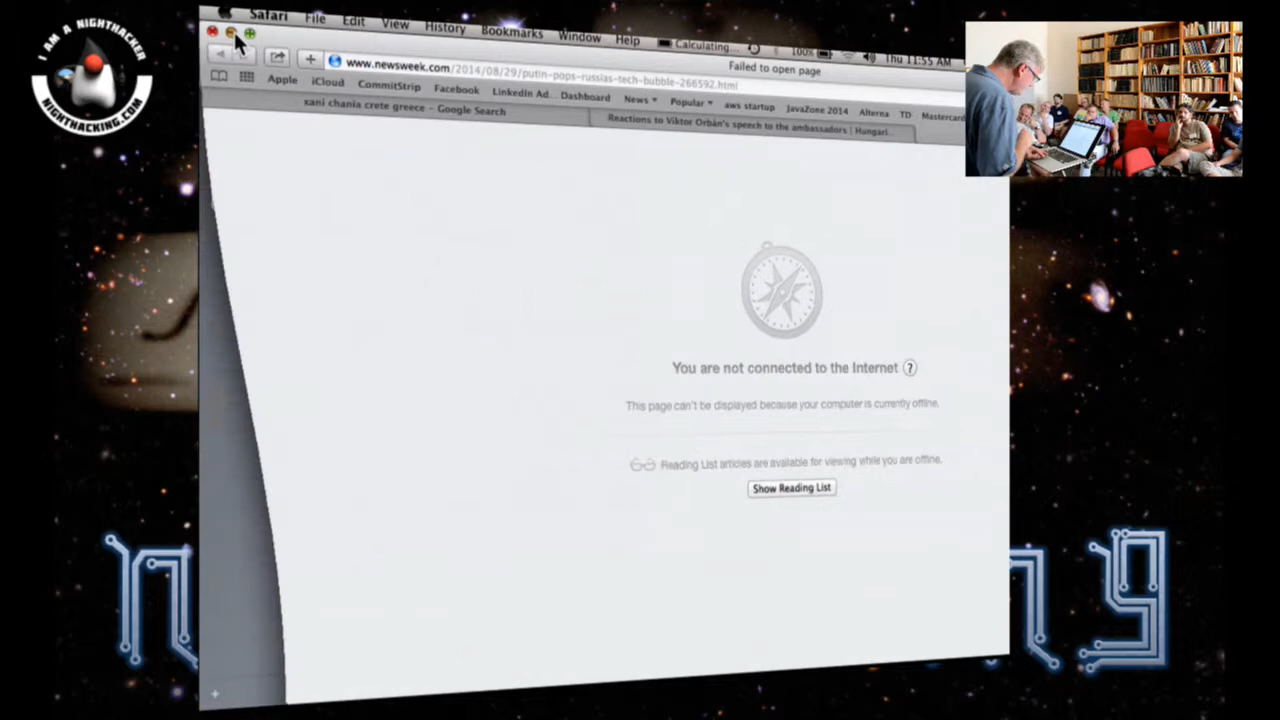 I AM A NIGHTHACKER
NIGHTHACKING.COM
Safari File Edit View History Bookmarks Window Help Calculating... 100% Thu 11:55 AM
Failed to open page
www.newsweek.com/2014/08/29/putin-pops-russias-tech-bubble-266592.html
Apple iCloud CommitStrip Facebook LinkedIn Ad.. Dashboard News Popular aws startup JavaZone 2014 Alterna TD Mastercard
xani chania crete greece - Google Search
Reactions to Viktor Orbán's speech to the ambassadors | Hungari...
You are not connected to the Internet ?
This page can't be displayed because your computer is currently offline.
Reading List articles are available for viewing while you are offline.
Show Reading List
n
n g